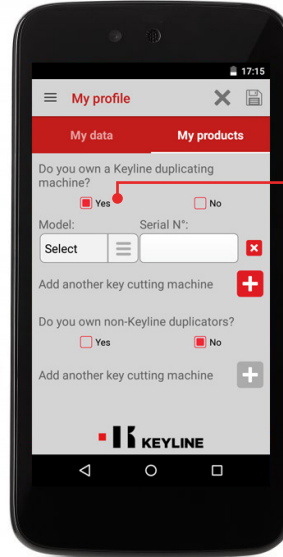 17:15
My profile
My data My products
Do you own a Keyline duplicating
machine?
Yes No
Model: Serial N°:
Select
Add another key cutting machine
Do you own non-Keyline duplicators?
Yes No
Add another key cutting machine
KEYLINE